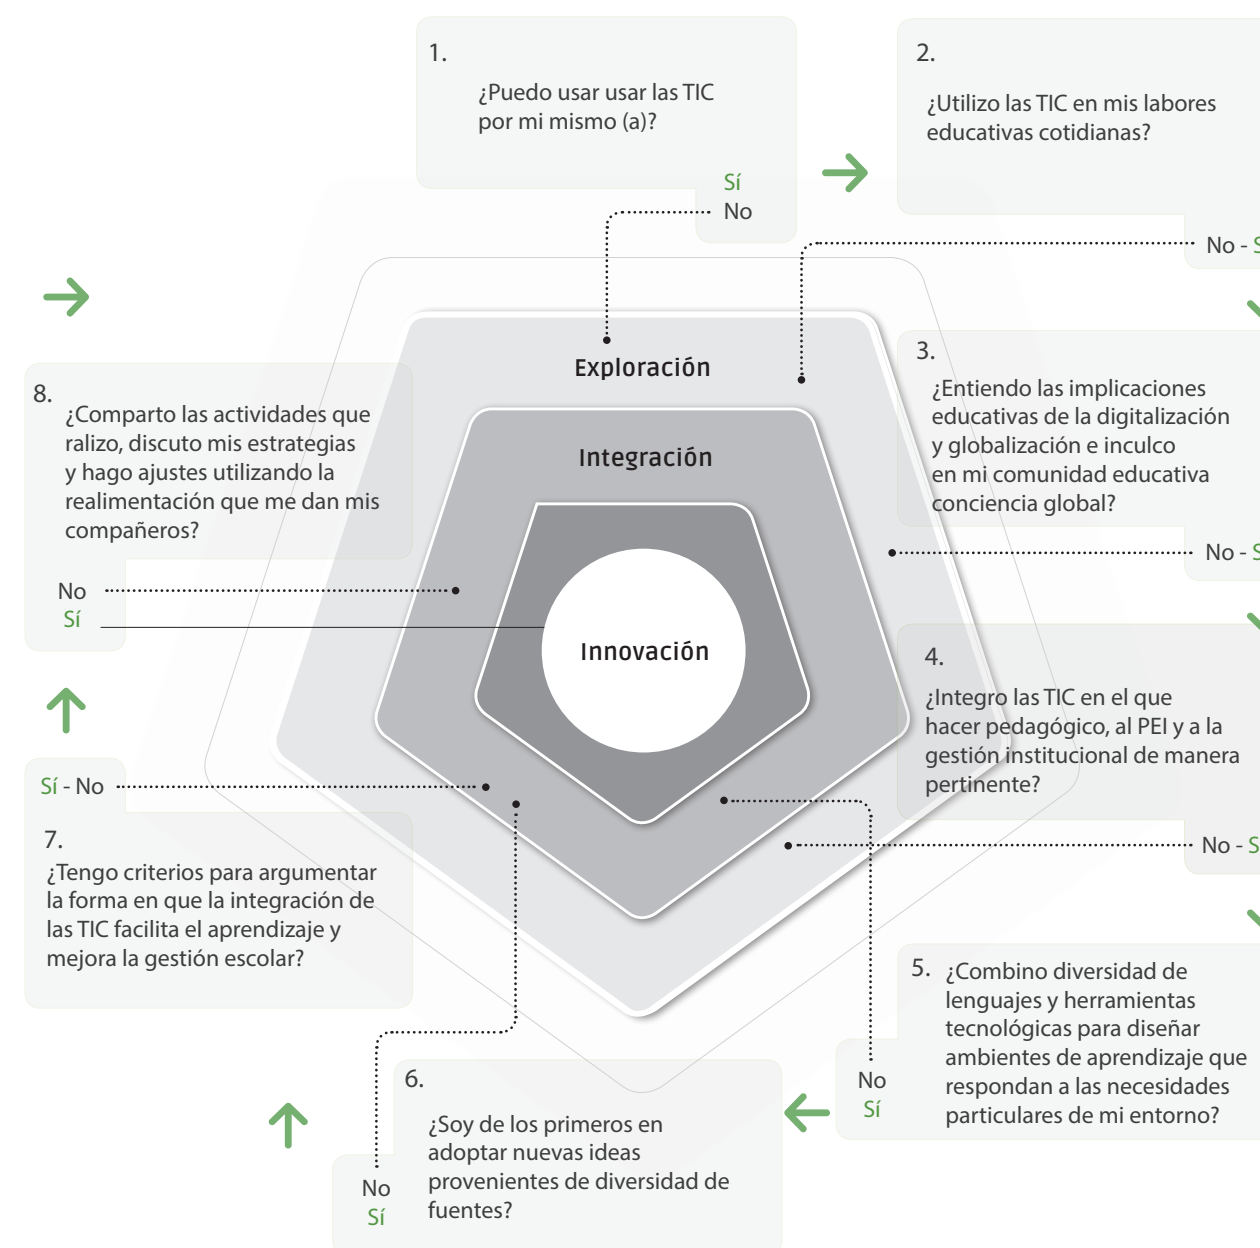 1.
¿Puedo usar usar las TIC
por mi mismo (a)?
Sí
No
2.
¿Utilizo las TIC en mis labores
educativas cotidianas?
No - S
3.
¿Entiendo las implicaciones
educativas de la digitalización
y globalización e inculco
en mi comunidad educativa
conciencia global?
No - S
4.
¿Integro las TIC en el que
hacer pedagógico, al PEI y a la
gestión institucional de manera
pertinente?
No - S
5.
¿Combino diversidad de
lenguajes y herramientas
tecnológicas para diseñar
ambientes de aprendizaje que
respondan a las necesidades
particulares de mi entorno?
No
Sí
6.
¿Soy de los primeros en
adoptar nuevas ideas
provenientes de diversidad de
fuentes?
No
Sí
Sí - No
7.
¿Tengo criterios para argumentar
la forma en que la integración de
las TIC facilita el aprendizaje y
mejora la gestión escolar?
8.
¿Comparto las actividades que
ralizo, discuto mis estrategias
y hago ajustes utilizando la
realimentación que me dan mis
compañeros?
No
Sí
Exploración
Integración
Innovación